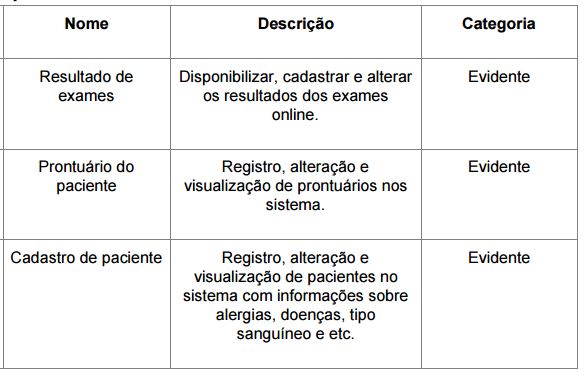 Nome Descrição Categoria
Resultado de exames
Disponibilizar, cadastrar e alterar
os resultados dos exames
online.
Evidente
Prontuário do
paciente
Registro, alteração e
visualização de prontuários nos
sistema.
Evidente
Cadastro de paciente
Registro, alteração e
visualização de pacientes no
sistema com informações sobre
alergias, doenças, tipo
sanguíneo e etc.
Evidente